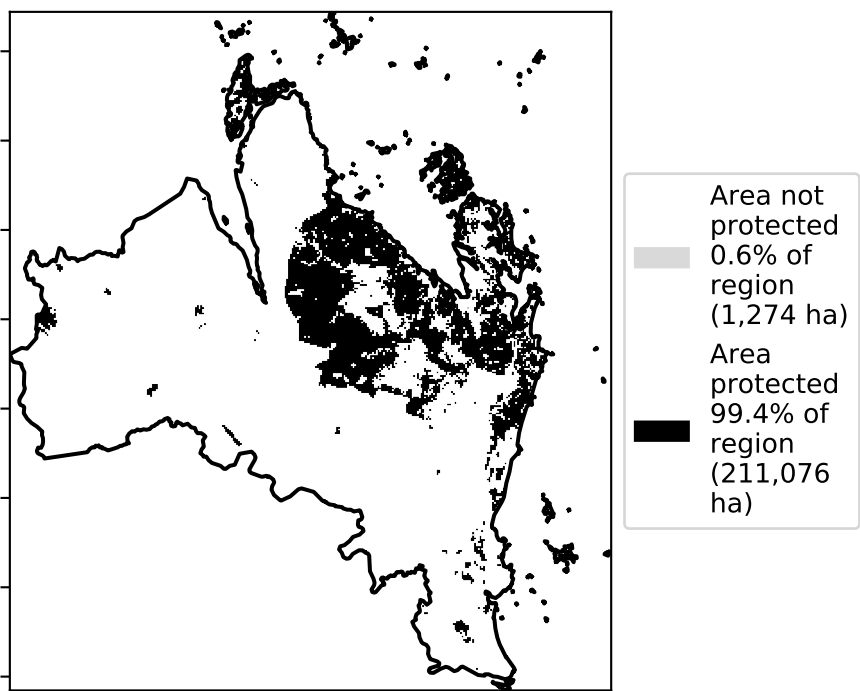 Area not
protected
0.6% of
region
(1,274 ha)
Area
protected
99.4% of
region
(211,076
ha)